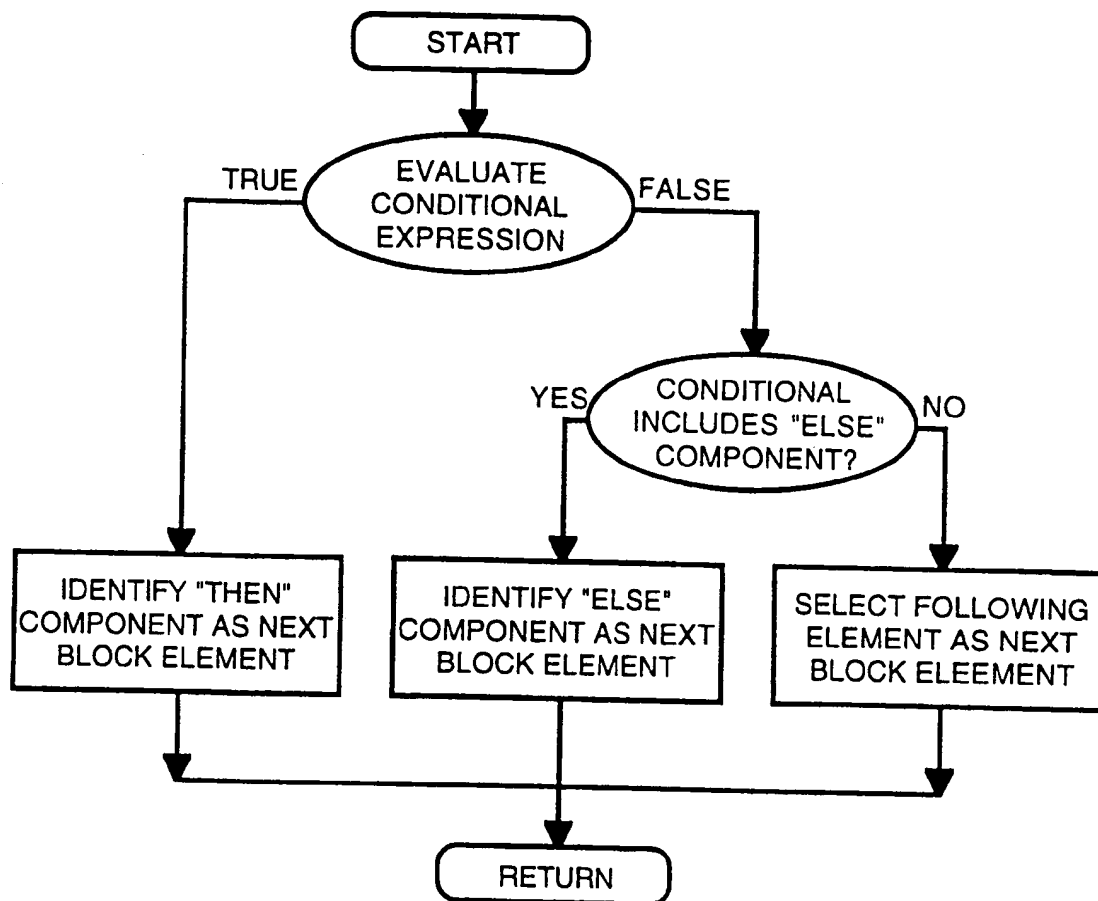 START
EVALUATE
CONDITIONAL
EXPRESSION
TRUE
FALSE
CONDITIONAL
INCLUDES "ELSE"
COMPONENT?
YES
NO
IDENTIFY "THEN"
COMPONENT AS NEXT
BLOCK ELEMENT
IDENTIFY "ELSE"
COMPONENT AS NEXT
BLOCK ELEMENT
SELECT FOLLOWING
ELEMENT AS NEXT
BLOCK ELEEMENT
RETURN